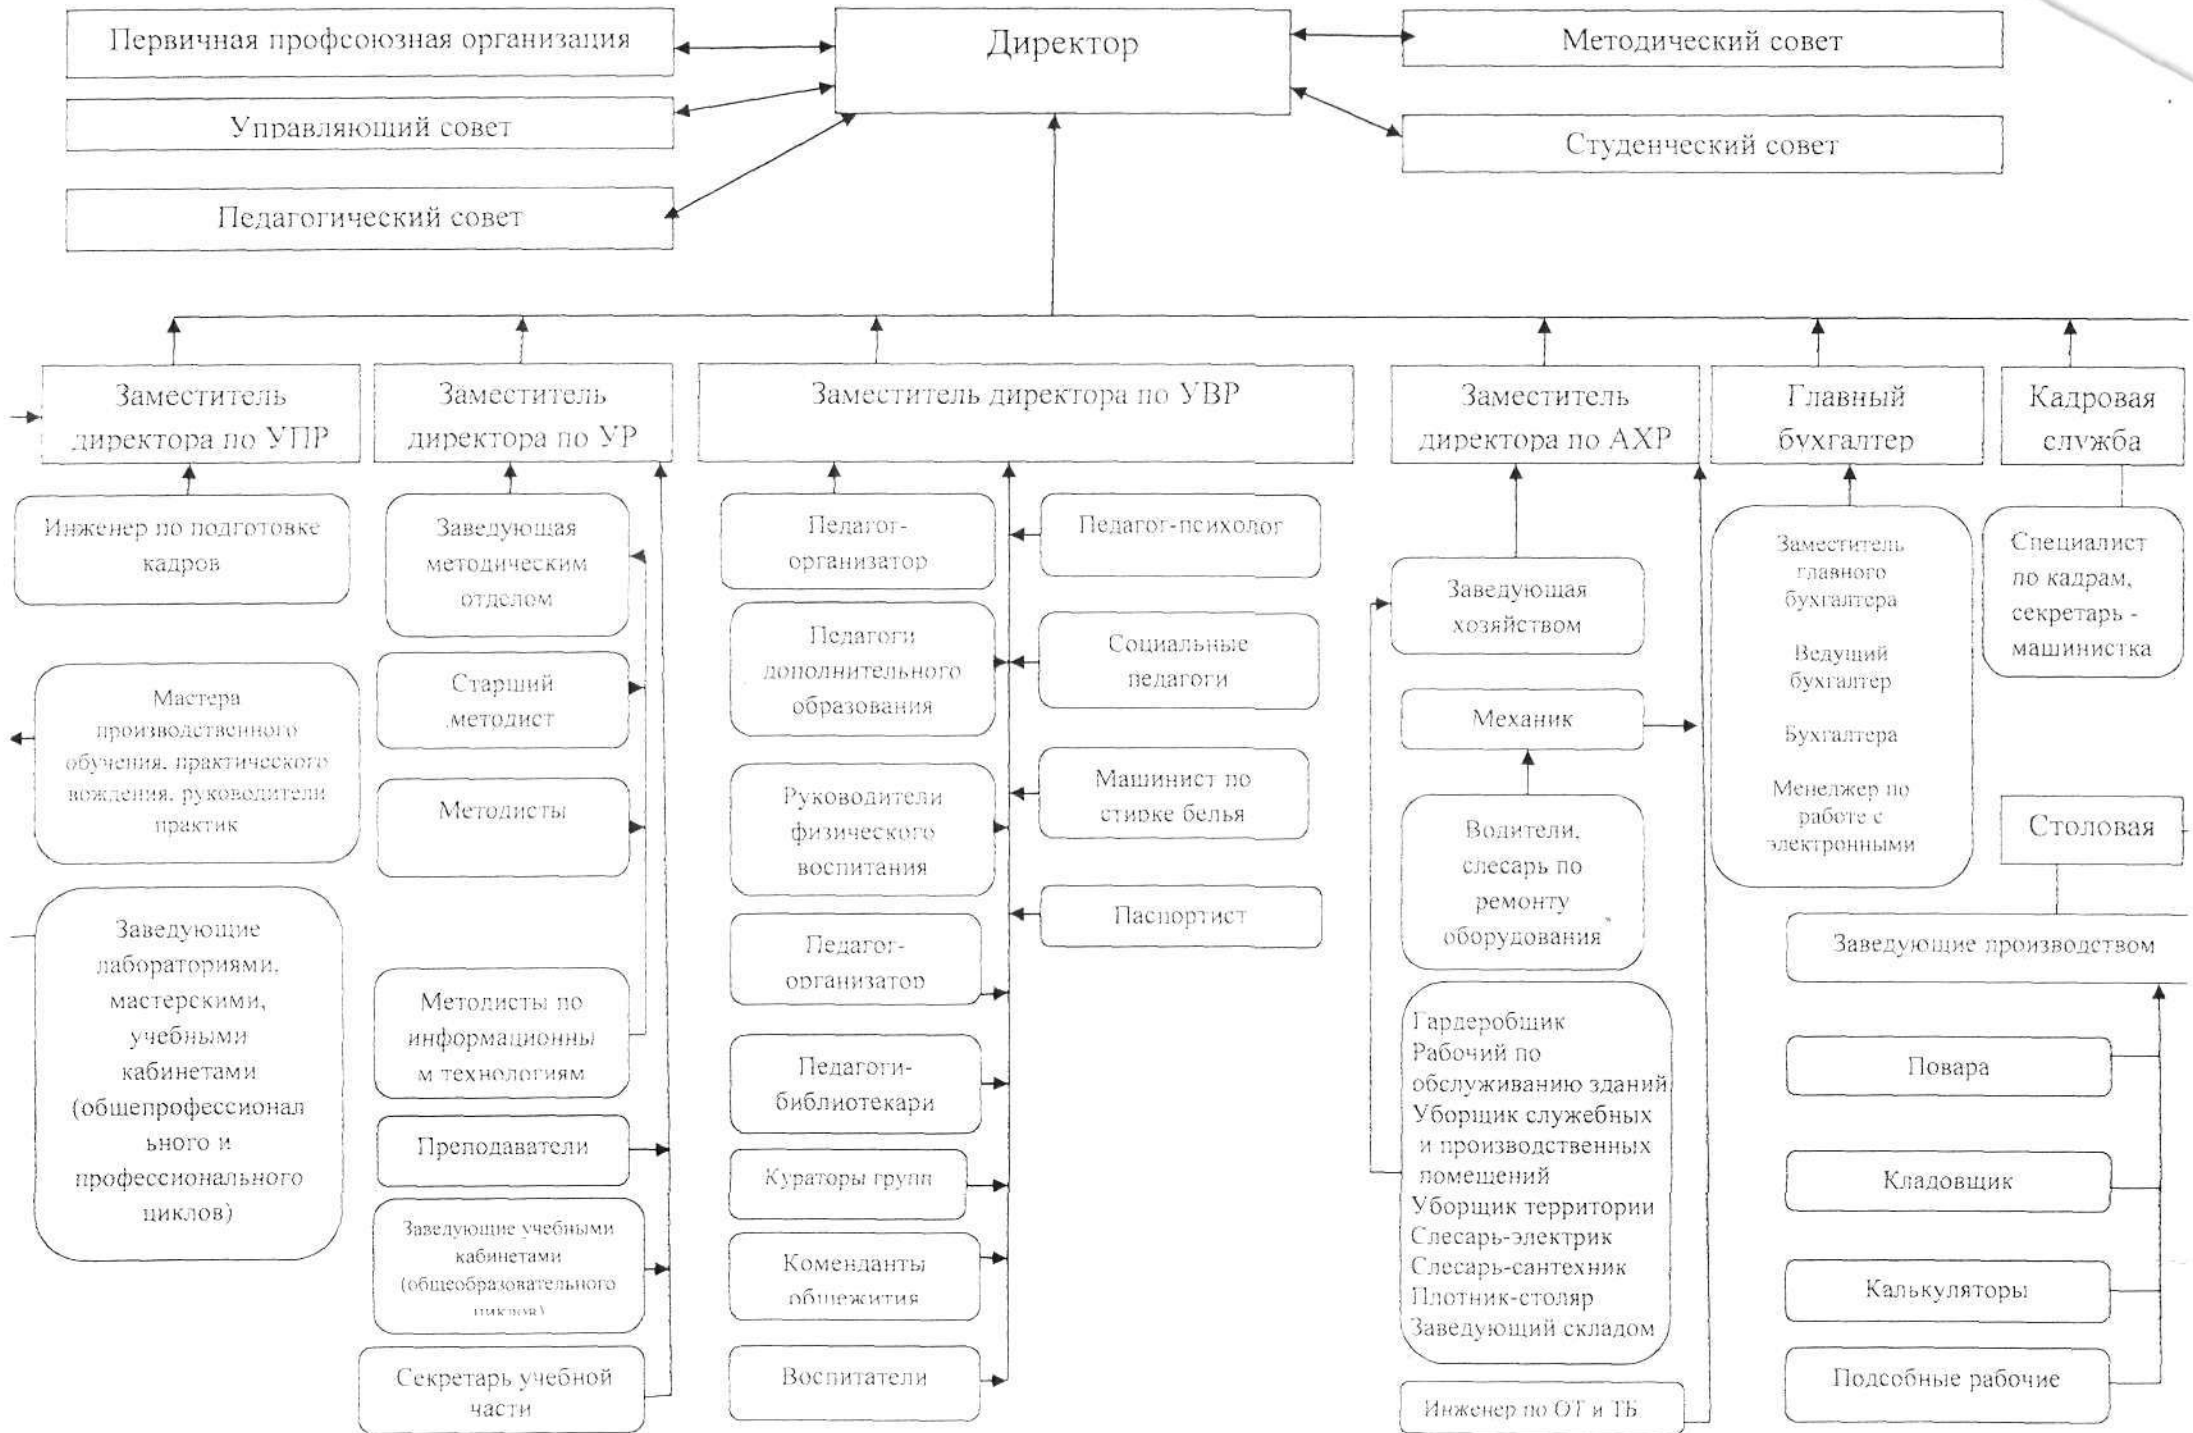 Первичная профсоюзная организация
Директор
Методический совет
Управляющий совет
Студенческий совет
Педагогический совет
Заместитель
директора по УПР
Заместитель
директора по УР
Заместитель директора по УВР
Заместитель
директора по АХР
Главный
бухгалтер
Кадровая
служба
Инженер по подготовке
кадров
Мастера
производственного
обучения, практического
вождения, руководители
практик
Заведующие
лабораториями,
мастерскими,
учебными
кабинетами
(общепрофессионал
ьного и
профессионального
циклов)
Заведующая
методическим
отделом
Старший
методист
Методисты
Методисты по
информационны
м технологиям
Преподаватели
Заведующие учебными
кабинетами
(общеобразовательного
циклов)
Секретарь учебной
части
Педагог-
организатор
Педагоги
дополнительного
образования
Руководители
физического
воспитания
Педагог-
организатор
Педагоги-
библиотекари
Кураторы групп
Коменданты
общежития
Воспитатели
Педагог-психолог
Социальные
педагоги
Машинист по
стирке белья
Паспортист
Заведующая
хозяйством
Механик
Водители,
слесарь по
ремонту
оборудования
Гардеробщик
Рабочий по
обслуживанию зданий
Уборщик служебных
и производственных
помещений
Уборщик территории
Слесарь-электрик
Слесарь-сантехник
Плотник-столяр
Заведующий складом
Инженер по ОТ и ТБ
Заместитель
главного
бухгалтера
Ведущий
бухгалтер
Бухгалтера
Менеджер по
работе с
электронными
Специалист
по кадрам,
секретарь -
машинистка
Столовая
Заведующие производством
Повара
Кладовщик
Калькуляторы
Подсобные рабочие